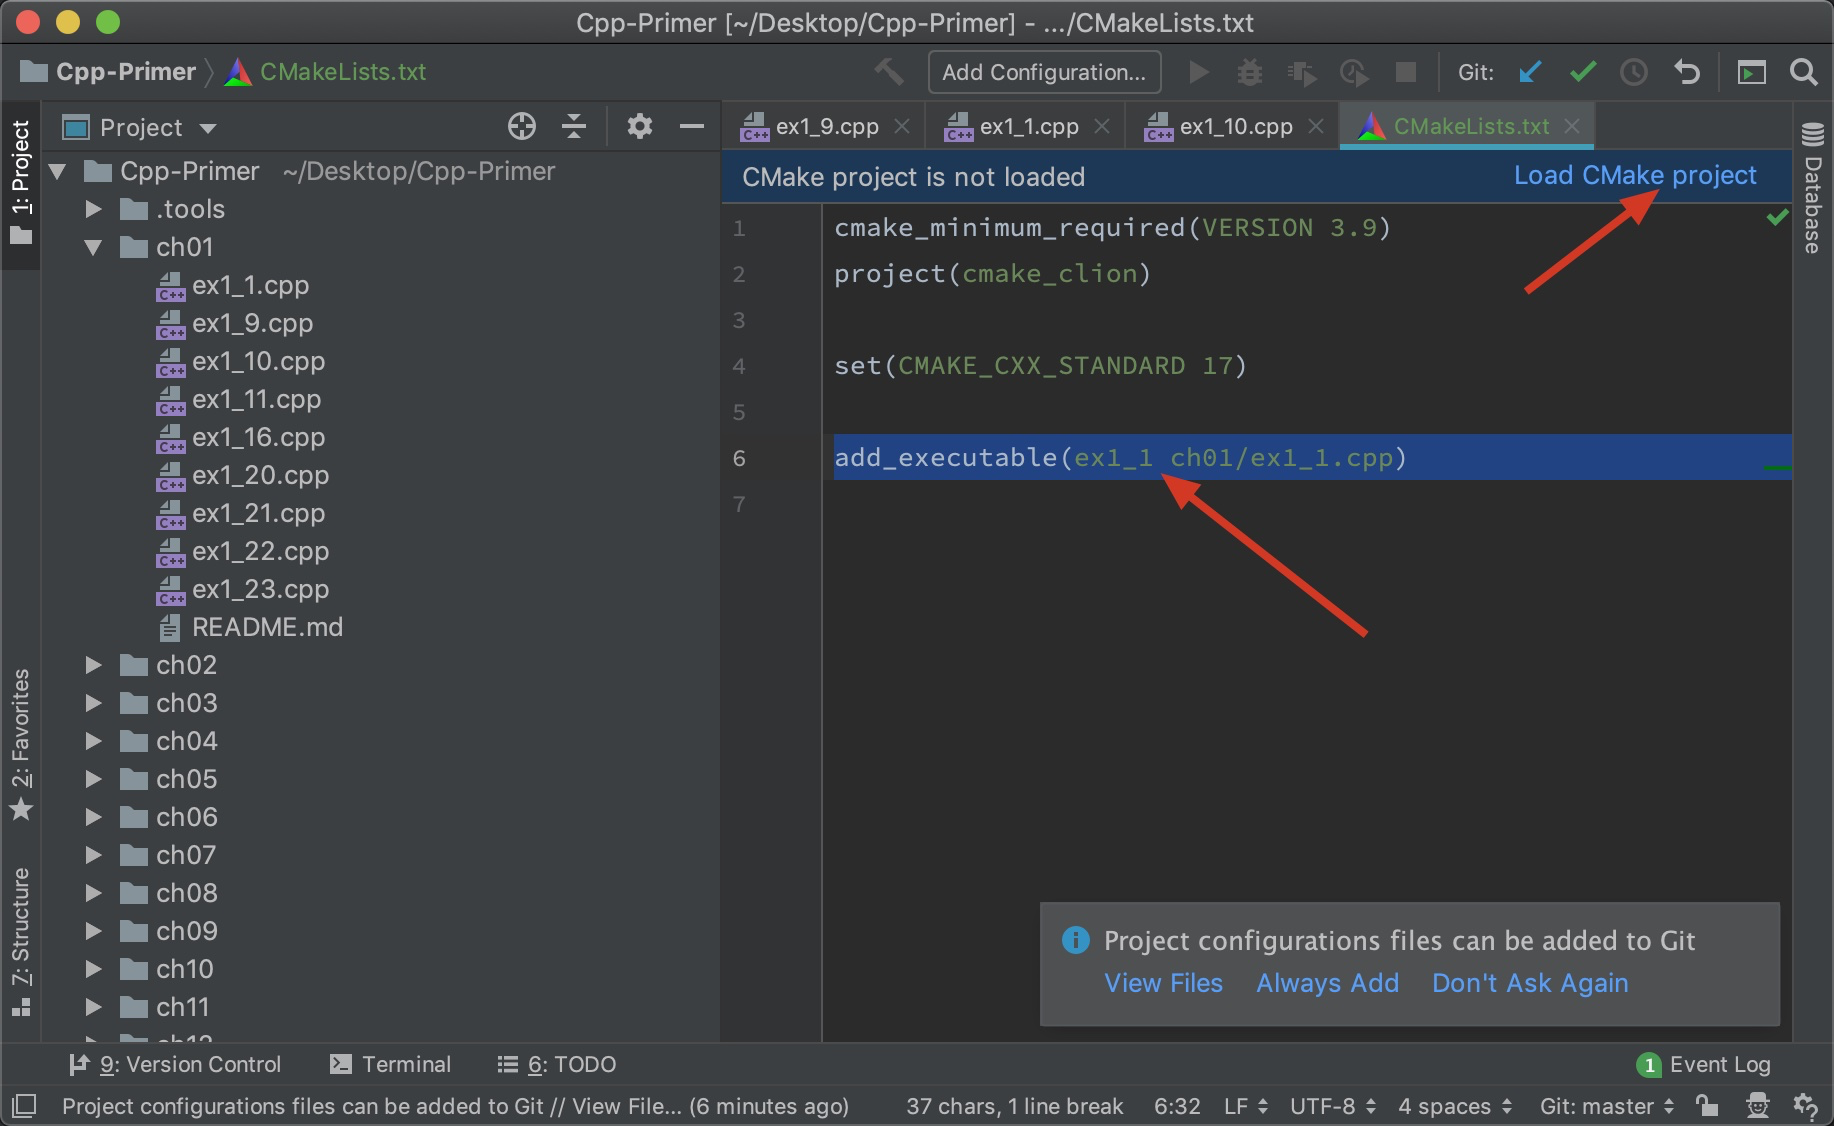 Cpp-Primer [~/Desktop/Cpp-Primer] - .../CMakeLists.txt
Cpp-Primer CMakeLists.txt Add Configuration... Git:
1: Project
2: Favorites
7: Structure
Project
Cpp-Primer ~/Desktop/Cpp-Primer
.tools
ch01
ex1_1.cpp
ex1_9.cpp
ex1_10.cpp
ex1_11.cpp
ex1_16.cpp
ex1_20.cpp
ex1_21.cpp
ex1_22.cpp
ex1_23.cpp
README.md
ch02
ch03
ch04
ch05
ch06
ch07
ch08
ch09
ch10
ch11
ex1_9.cpp ex1_1.cpp ex1_10.cpp CMakeLists.txt
CMake project is not loaded Load CMake project
1 cmake_minimum_required(VERSION 3.9)
2 project(cmake_clion)
3
4 set(CMAKE_CXX_STANDARD 17)
5
6 add_executable(ex1_1 ch01/ex1_1.cpp)
7
Database
Project configurations files can be added to Git
View Files Always Add Don't Ask Again
9: Version Control Terminal 6: TODO 1 Event Log
Project configurations files can be added to Git // View File... (6 minutes ago) 37 chars, 1 line break 6:32 LF UTF-8 4 spaces Git: master